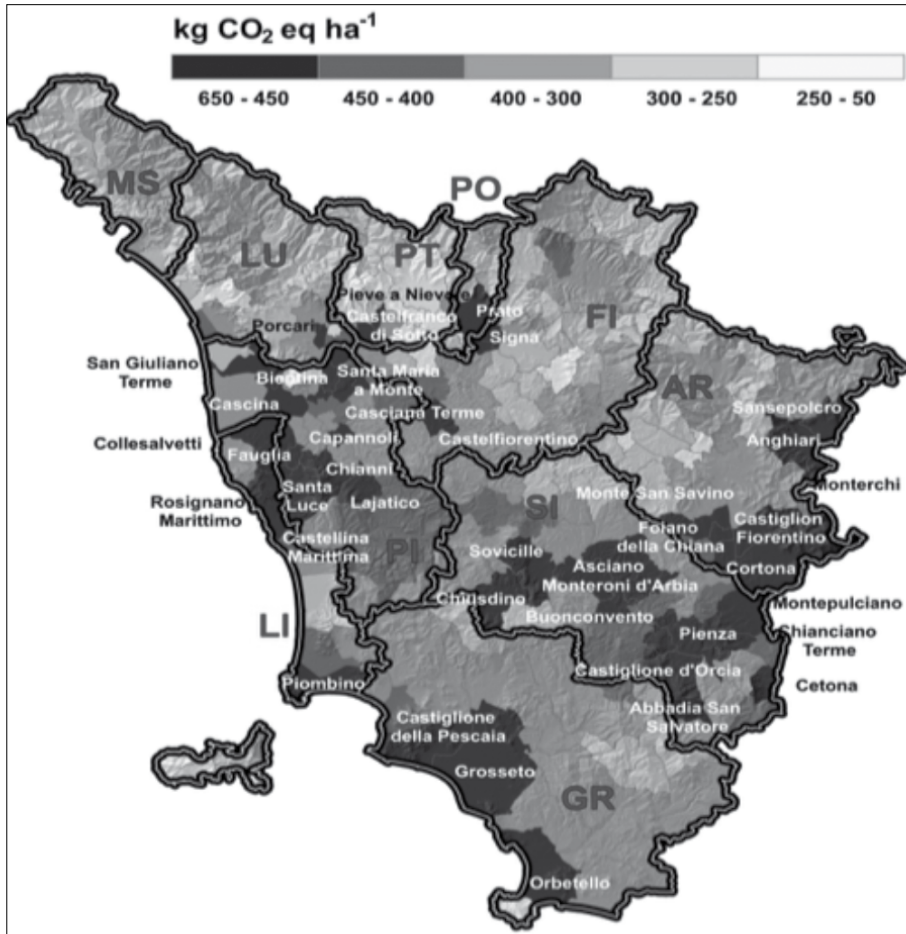 kg CO₂ eq ha⁻¹
650 - 450
450 - 400
400 - 300
300 - 250
250 - 50
MS
PO
LU
PT
Pieve a Nievole
Castelfranco
di Sotto
Prato
Signa
FI
Porcari
San Giuliano
Terme
Bientina
Santa Maria
a Monte
AR
Cascina
Casciana Terme
Sansepolcro
Collesalvetti
Capannoli
Castelfiorentino
Anghiari
Fauglia
Chianni
Monterchi
Rosignano
Marittimo
Santa
Luce
Lajatico
Monte San Savino
SI
Foiano
della Chiana
Castiglion
Fiorentino
Castellina
Marittima
PI
Sovicille
Asciano
Cortona
Monteroni d'Arbia
Chiusdino
Buonconvento
Montepulciano
LI
Pienza
Chianciano
Terme
Castiglione d'Orcia
Piombino
Cetona
Abbadia San
Salvatore
Castiglione
della Pescaia
Grosseto
GR
Orbetello